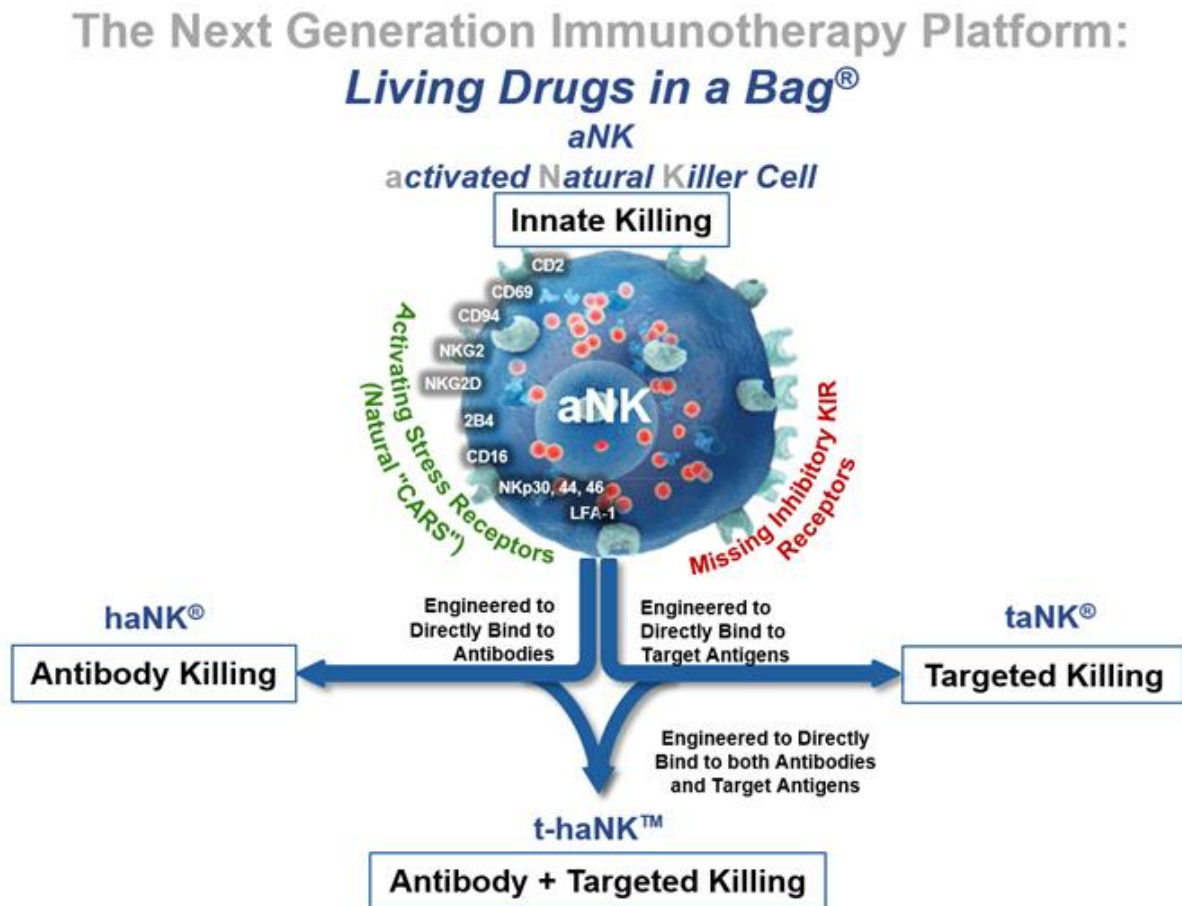 The Next Generation Immunotherapy Platform:
Living Drugs in a Bag®
aNK
activated Natural Killer Cell
Innate Killing
CD2
CD69
CD94
NKG2
NKG2D
2B4
CD16
NKp30, 44, 46
LFA-1
aNK
Activating Stress Receptors
(Natural "CARS")
Missing Inhibitory KIR
Receptors
haNK®
Antibody Killing
Engineered to
Directly Bind to
Antibodies
Engineered to
Directly Bind to
Target Antigens
taNK®
Targeted Killing
Engineered to Directly
Bind to both Antibodies
and Target Antigens
t-haNK™
Antibody + Targeted Killing